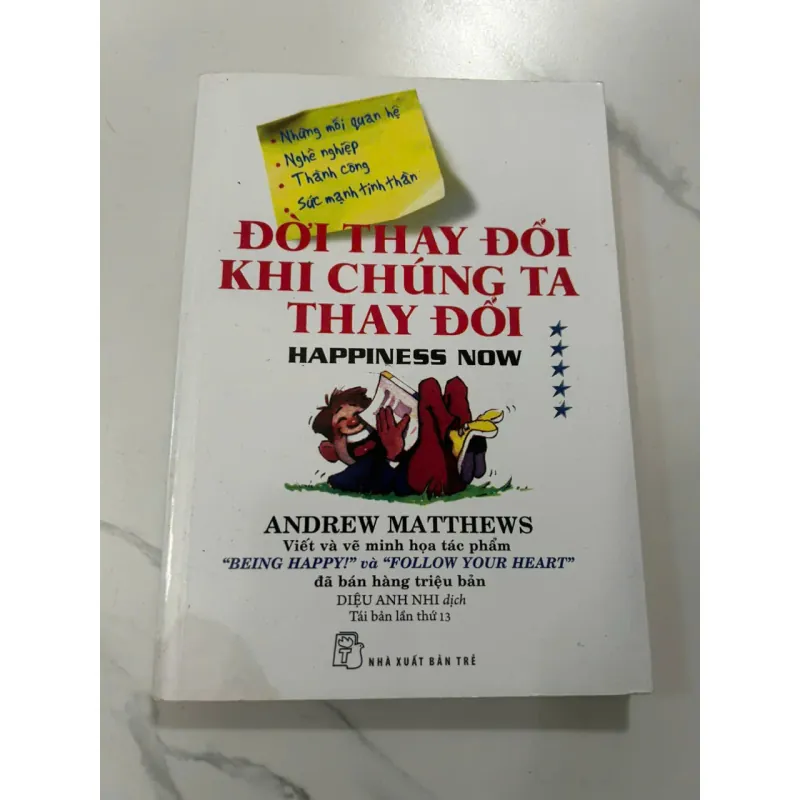 • Những mối quan hệ
• Nghề nghiệp
• Thành công
• Sức mạnh tinh thần
ĐỜI THAY ĐỔI
KHI CHÚNG TA
THAY ĐỔI
HAPPINESS NOW
ANDREW MATTHEWS
Viết và vẽ minh họa tác phẩm
"BEING HAPPY!" và "FOLLOW YOUR HEART"
đã bán hàng triệu bản
DIỆU ANH NHI dịch
Tái bản lần thứ 13
NHÀ XUẤT BẢN TRẺ